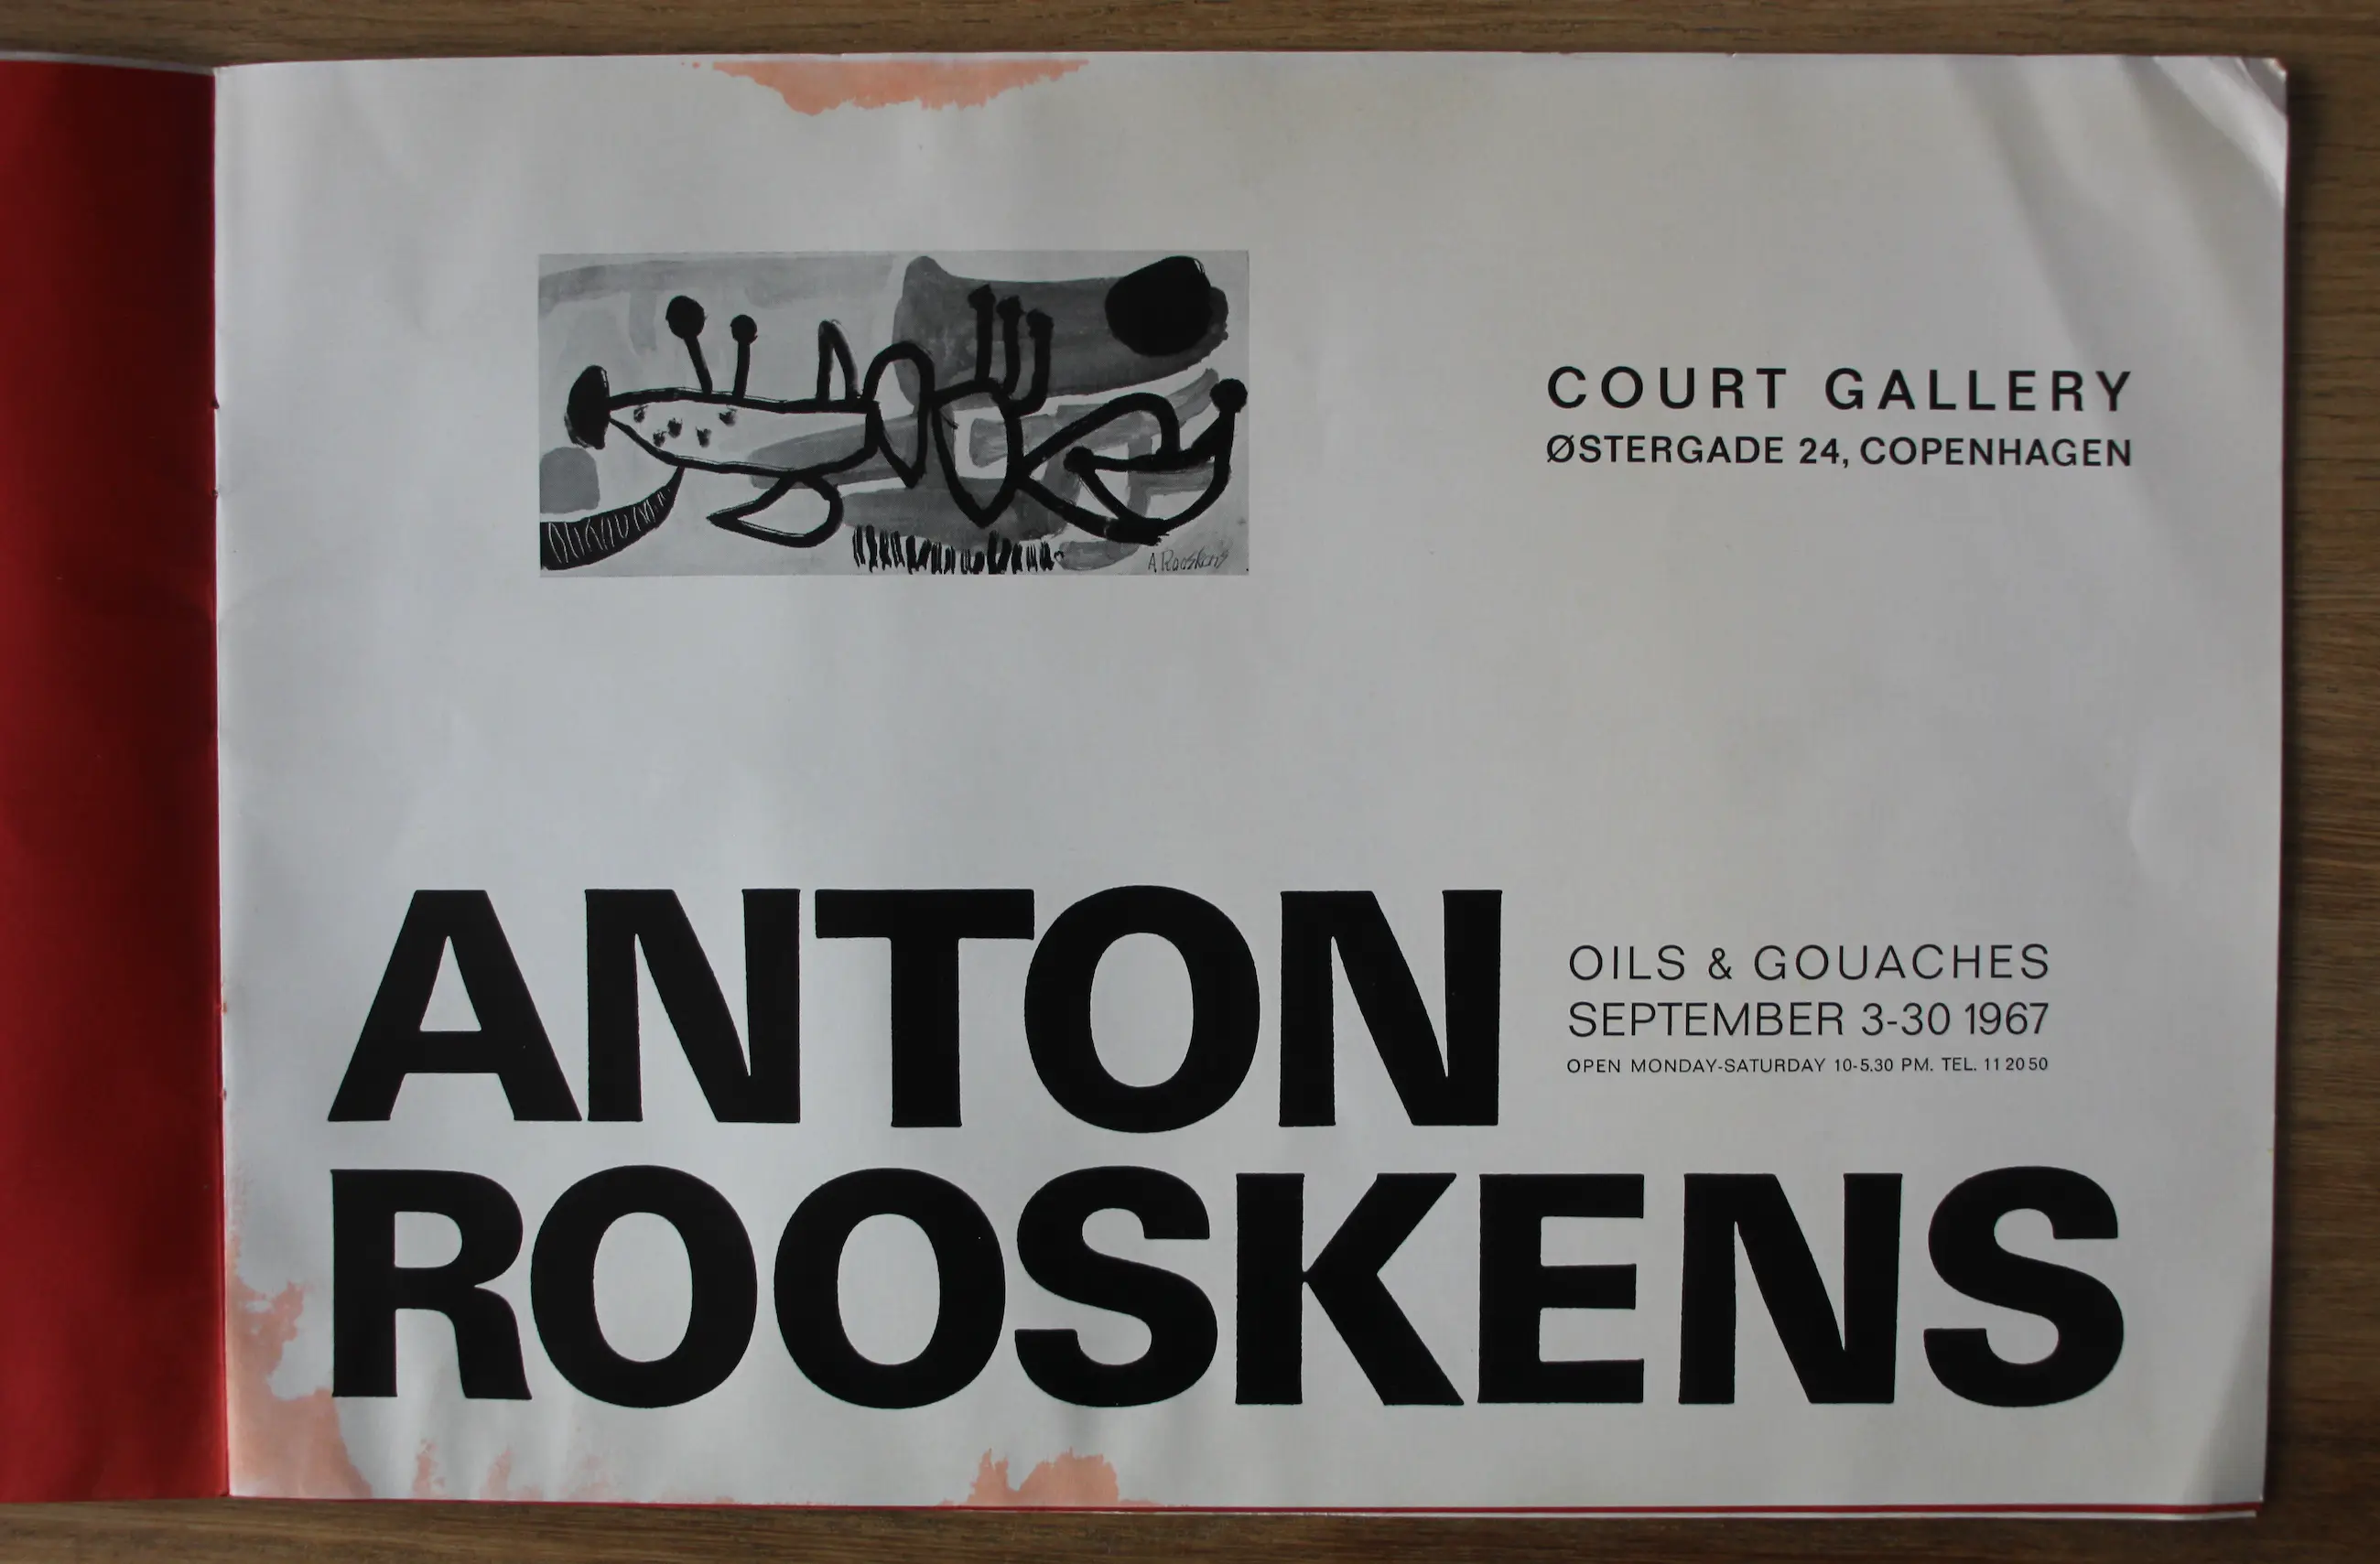 A Rooskens
COURT GALLERY
ØSTERGADE 24, COPENHAGEN
ANTON
OILS & GOUACHES
SEPTEMBER 3-30 1967
OPEN MONDAY-SATURDAY 10-5.30 PM. TEL. 11 20 50
ROOSKENS